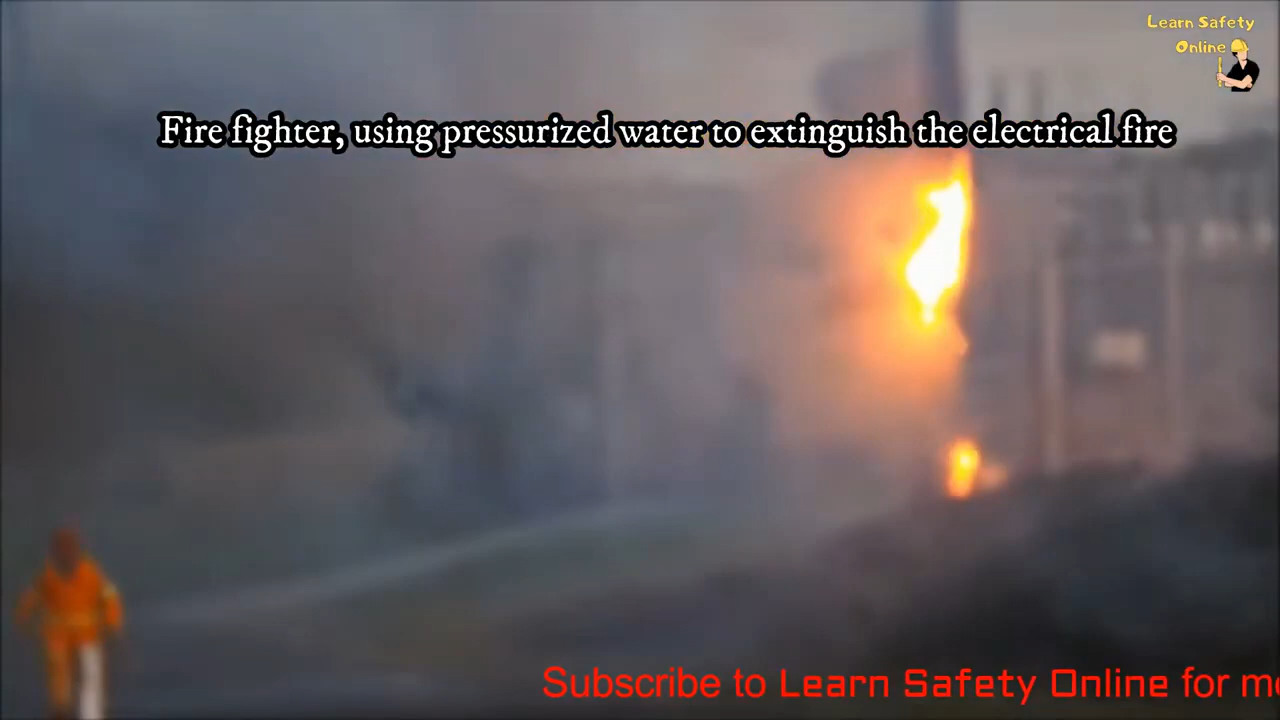 Learn Safety
Online
Fire fighter, using pressurized water to extinguish the electrical fire
Subscribe to Learn Safety Online for